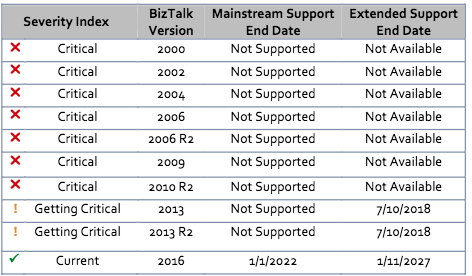 Severity Index BizTalk Version Mainstream Support End Date Extended Support End Date
Critical 2000 Not Supported Not Available
Critical 2002 Not Supported Not Available
Critical 2004 Not Supported Not Available
Critical 2006 Not Supported Not Available
Critical 2006 R2 Not Supported Not Available
Critical 2009 Not Supported Not Available
Critical 2010 R2 Not Supported Not Available
! Getting Critical 2013 Not Supported 7/10/2018
! Getting Critical 2013 R2 Not Supported 7/10/2018
Current 2016 1/1/2022 1/11/2027